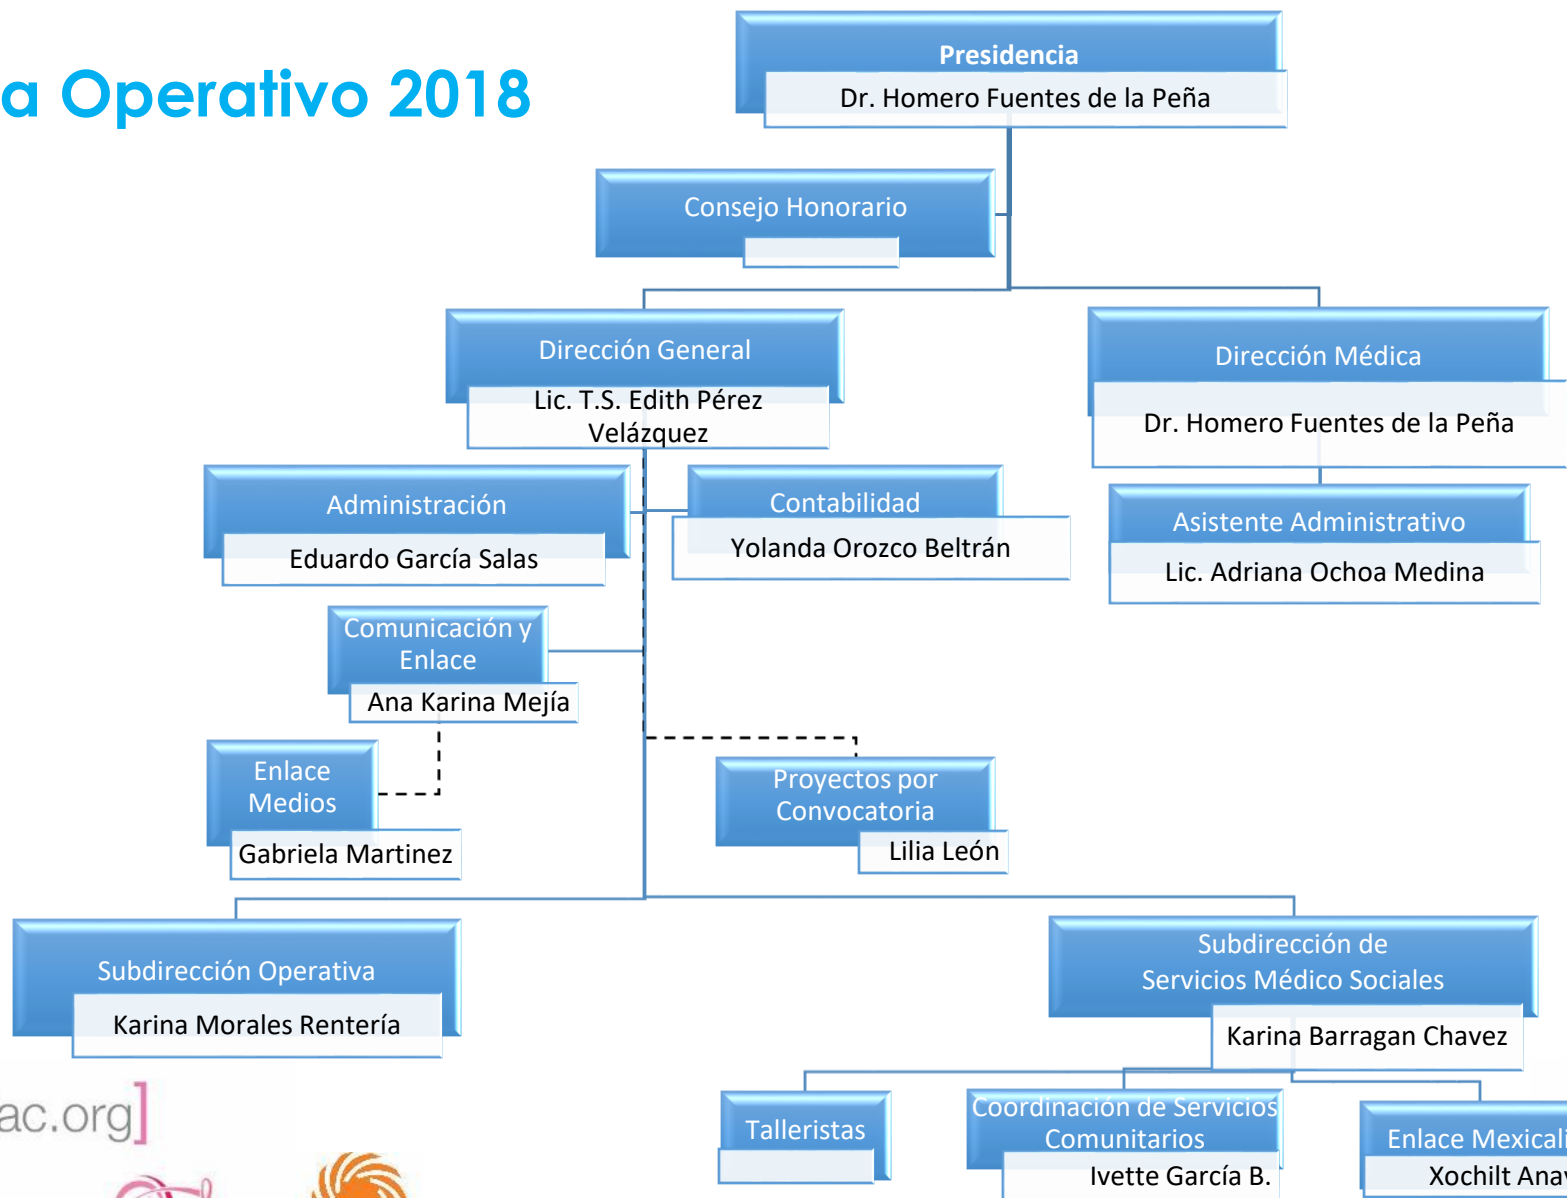 a Operativo 2018
Presidencia
Dr. Homero Fuentes de la Peña
Consejo Honorario
Dirección General
Lic. T.S. Edith Pérez
Velázquez
Dirección Médica
Dr. Homero Fuentes de la Peña
Administración
Eduardo García Salas
Contabilidad
Yolanda Orozco Beltrán
Asistente Administrativo
Lic. Adriana Ochoa Medina
Comunicación y
Enlace
Ana Karina Mejía
Enlace
Medios
Gabriela Martinez
Proyectos por
Convocatoria
Lilia León
Subdirección Operativa
Karina Morales Rentería
Subdirección de
Servicios Médico Sociales
Karina Barragan Chavez
ac.org]
Talleristas
Coordinación de Servicios
Comunitarios
Ivette García B.
Enlace Mexicali
Xochilt